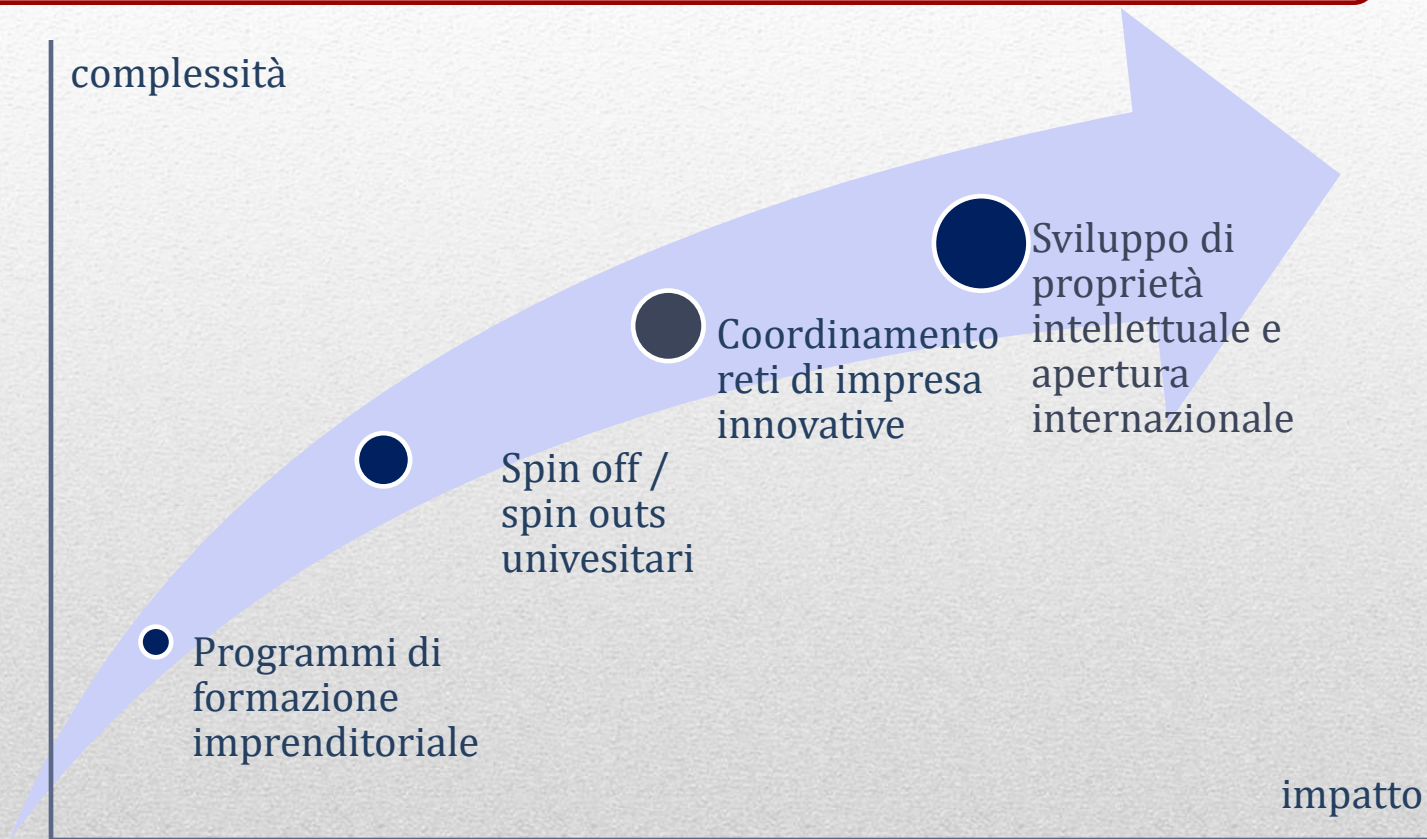 complessità
Sviluppo di
proprietà
intellettuale e
apertura
internazionale
Coordinamento
reti di impresa
innovative
Spin off /
spin outs
univesitari
Programmi di
formazione
imprenditoriale
impatto